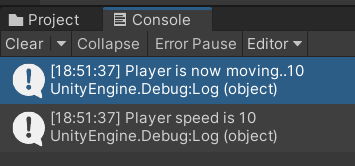 Project Console
Clear Collapse Error Pause Editor
[18:51:37] Player is now moving..10
UnityEngine.Debug:Log (object)
[18:51:37] Player speed is 10
UnityEngine.Debug:Log (object)